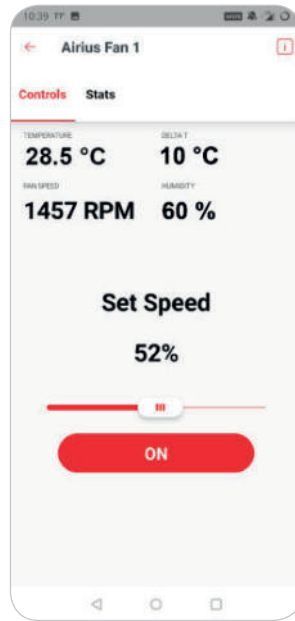 10:39
Airius Fan 1
Controls Stats
TEMPERATURE DELTA T
28.5 °C 10 °C
FAN SPEED HUMIDITY
1457 RPM 60 %
Set Speed
52%
ON